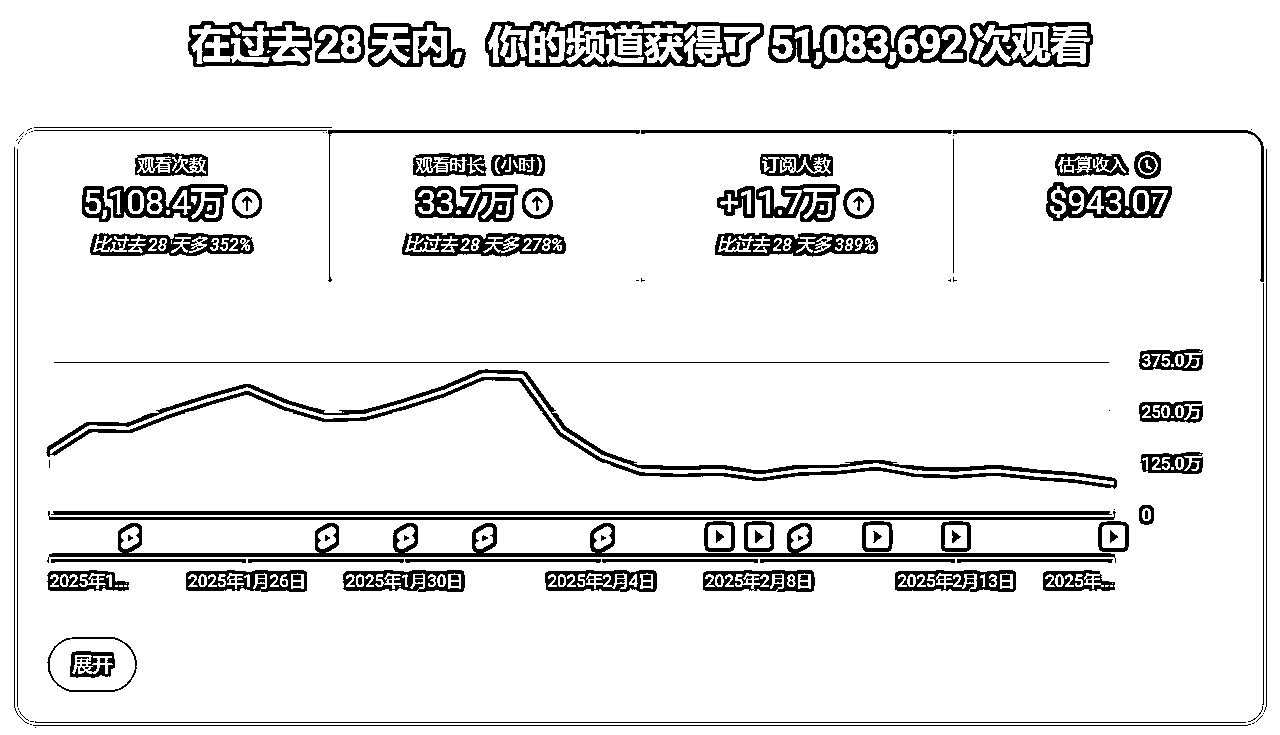 在过去 28 天内，你的频道获得了 51,083,692 次观看
观看次数
5,108.4万
比过去 28 天多 352%
观看时长（小时）
33.7万
比过去 28 天多 278%
订阅人数
+11.7万
比过去 28 天多 389%
估算收入
$943.07
375.0万
250.0万
125.0万
0
2025年1...
2025年1月26日
2025年1月30日
2025年2月4日
2025年2月8日
2025年2月13日
2025年...
展开